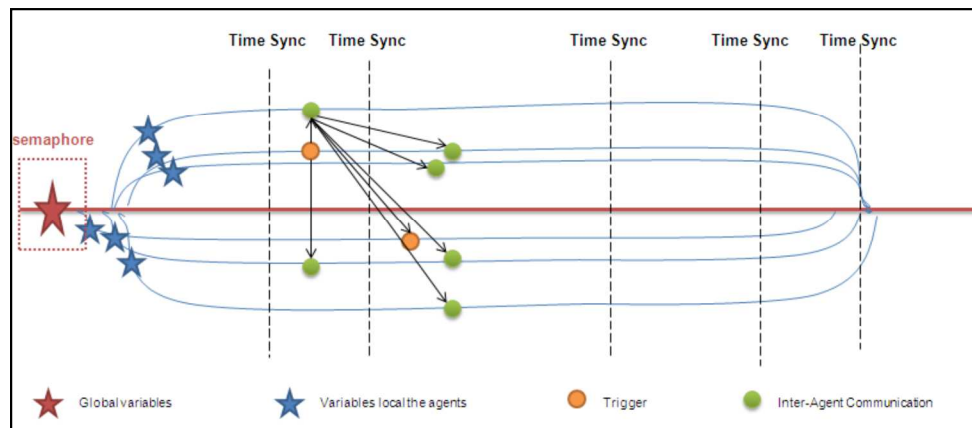 Time Sync Time Sync Time Sync Time Sync Time Sync
semaphore
Global variables Variables local the agents Trigger Inter-Agent Communication